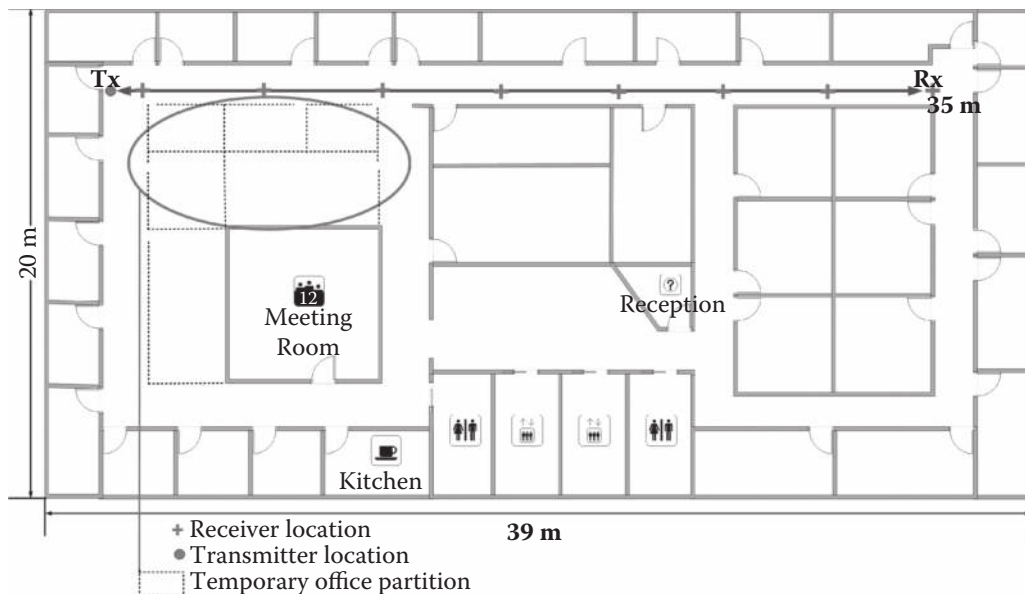 Tx
Rx
35 m
20 m
12
Meeting
Room
?
Reception
Kitchen
39 m
Receiver location
Transmitter location
Temporary office partition